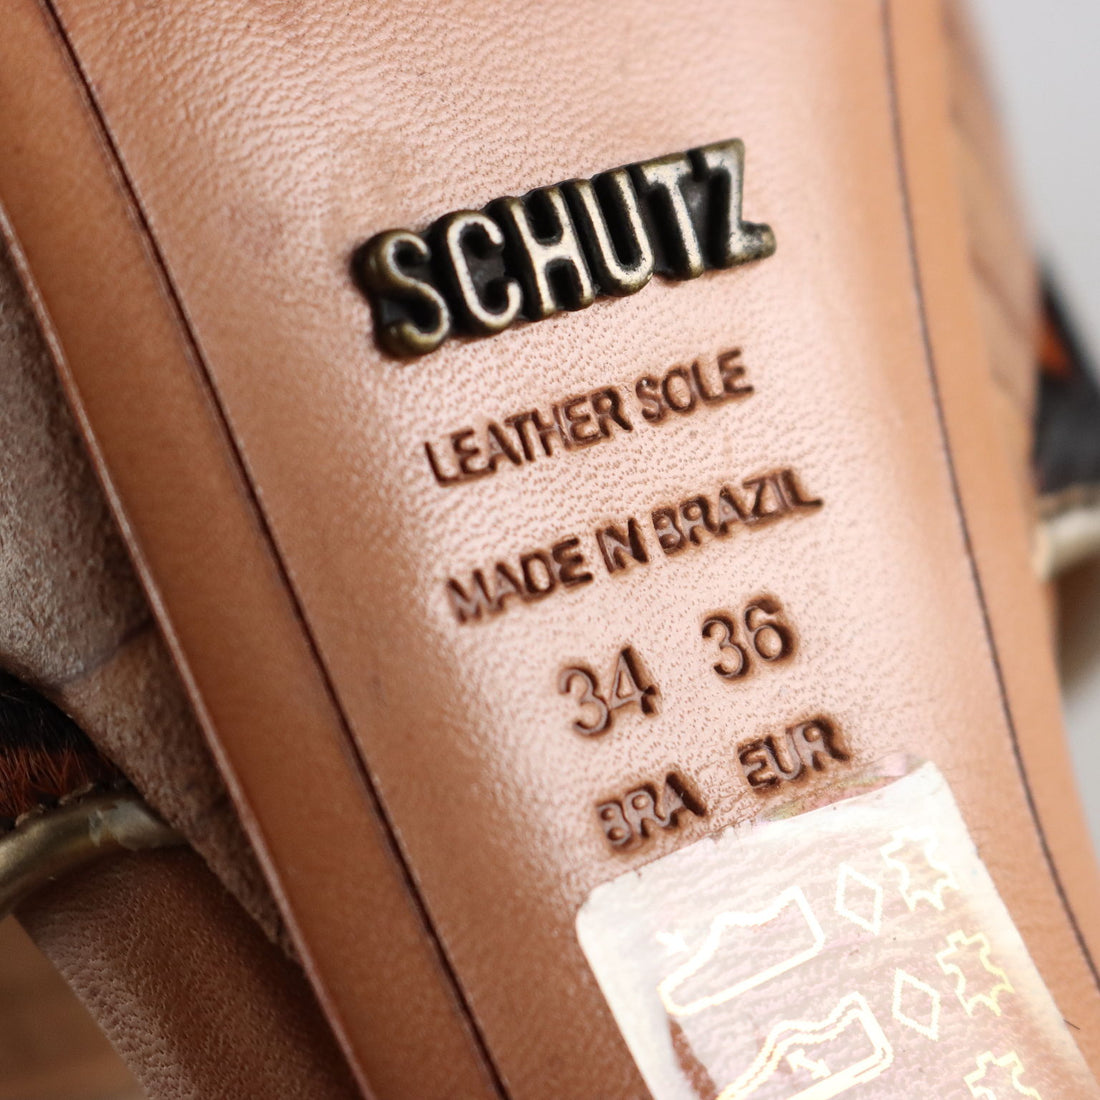 SCHUTZ
LEATHER SOLE
MADE IN BRAZIL
34 36
BRA EUR